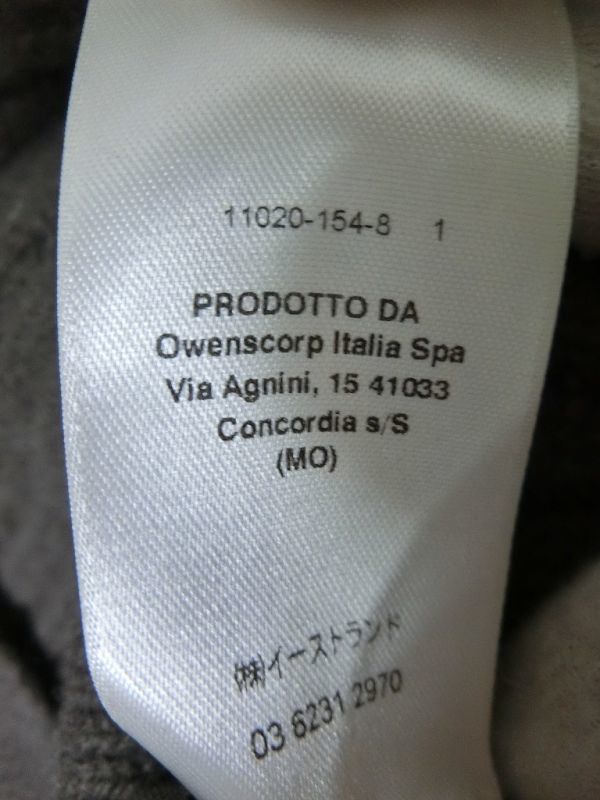 11020-154-8 1
PRODOTTO DA
Owenscorp Italia Spa
Via Agnini, 15 41033
Concordia s/S
(MO)
㈱イーストランド
03 6231 2970